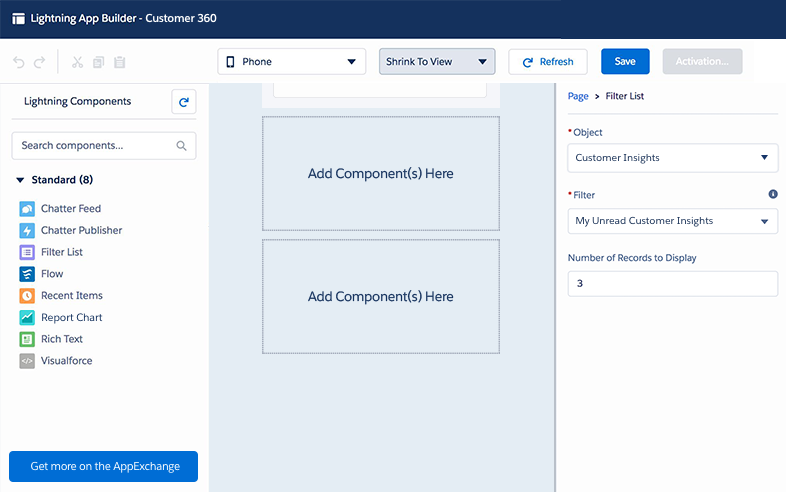 Lightning App Builder - Customer 360
Phone
Shrink To View
Refresh
Save
Activation...
Lightning Components
Search components...
Standard (8)
Chatter Feed
Chatter Publisher
Filter List
Flow
Recent Items
Report Chart
Rich Text
Visualforce
Get more on the AppExchange
Add Component(s) Here
Add Component(s) Here
Page > Filter List
*Object
Customer Insights
*Filter
My Unread Customer Insights
Number of Records to Display
3